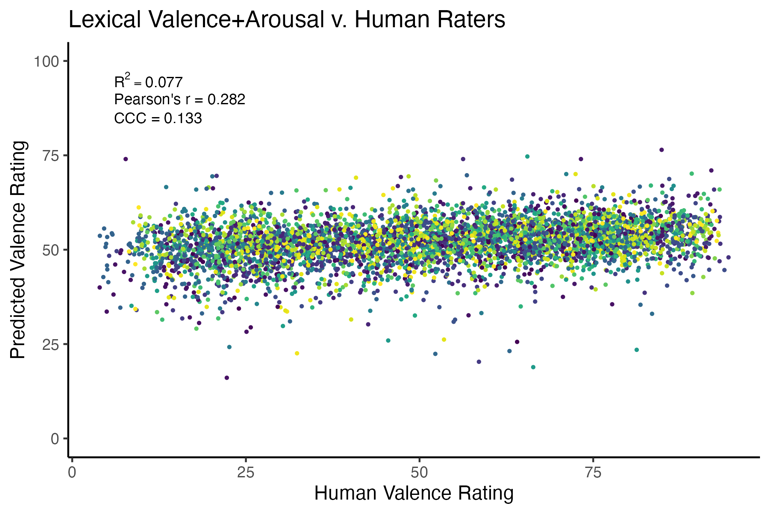 Lexical Valence+Arousal v. Human Raters
R² = 0.077
Pearson's r = 0.282
CCC = 0.133
Predicted Valence Rating
100
75
50
25
0
0 25 50 75
Human Valence Rating